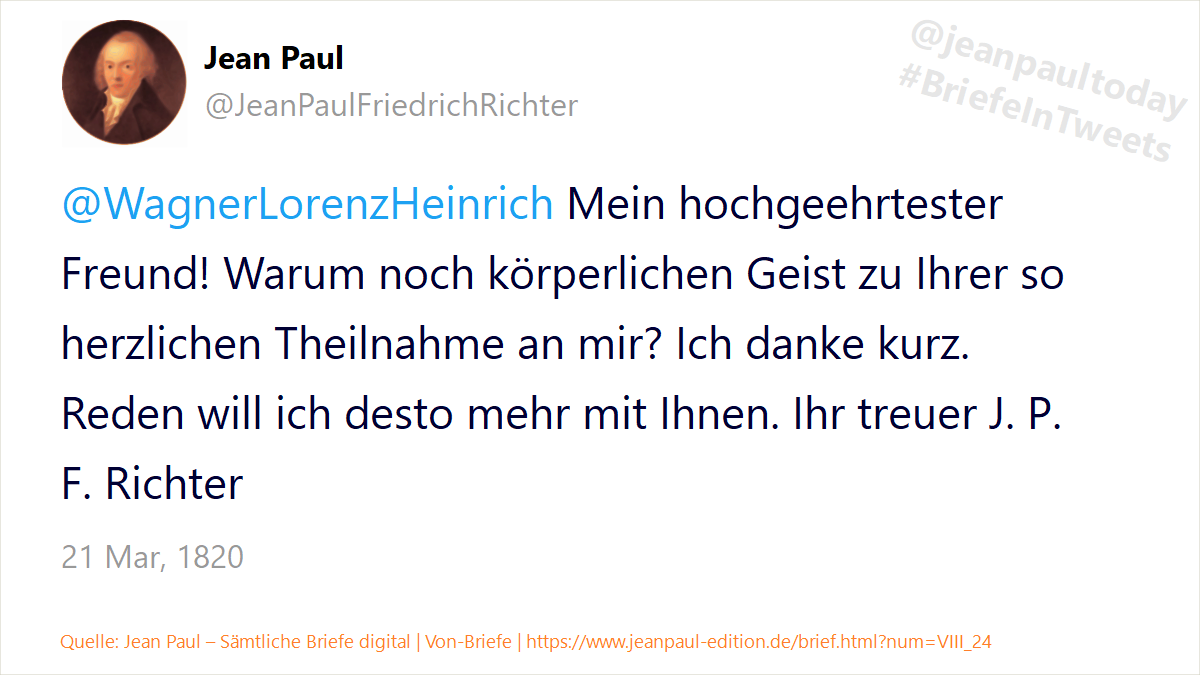 Jean Paul
@JeanPaulFriedrichRichter
@jeanpaultoday
#BriefeInTweets
@WagnerLorenzHeinrich Mein hochgeehrtester
Freund! Warum noch körperlichen Geist zu Ihrer so
herzlichen Theilnahme an mir? Ich danke kurz.
Reden will ich desto mehr mit Ihnen. Ihr treuer J. P.
F. Richter
21 Mar, 1820
Quelle: Jean Paul – Sämtliche Briefe digital | Von-Briefe | https://www.jeanpaul-edition.de/brief.html?num=VIII_24